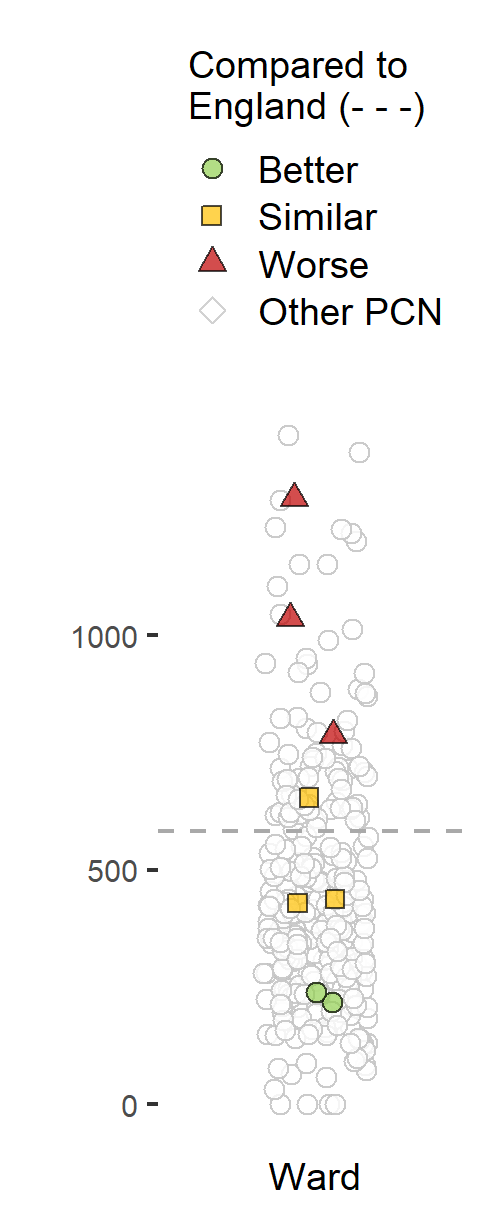 Compared to
England (- - -)
Better
Similar
Worse
Other PCN
1000
500
0
Ward